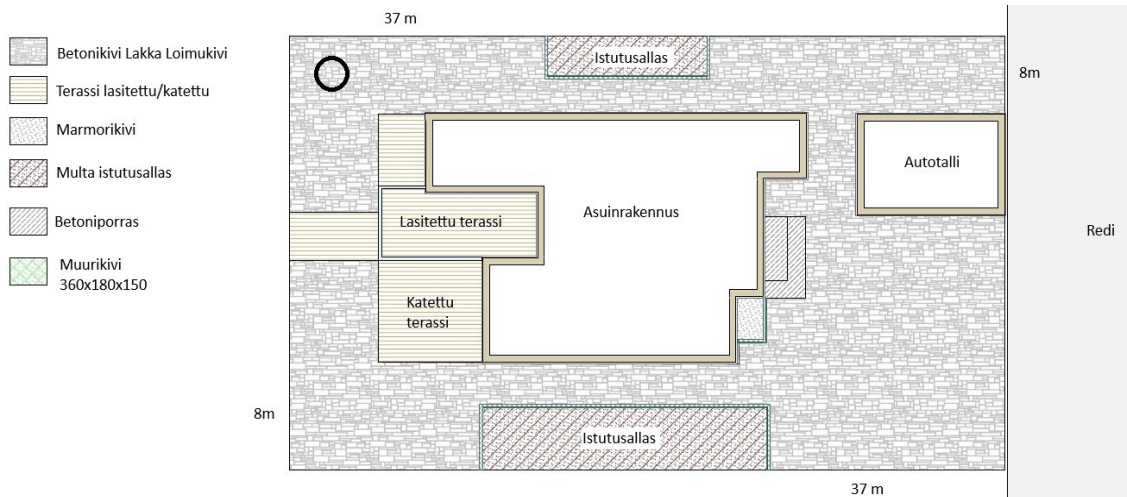 37 m
Betonikivi Lakka Loimukivi
Terassi lasitettu/katettu
Marmorikivi
Multa istutusallas
Betoniporras
Muurikivi
360x180x150
Istutusallas
8m
Autotalli
Asuinrakennus
Lasitettu terassi
Redi
Katettu
terassi
8m
Istutusallas
37 m